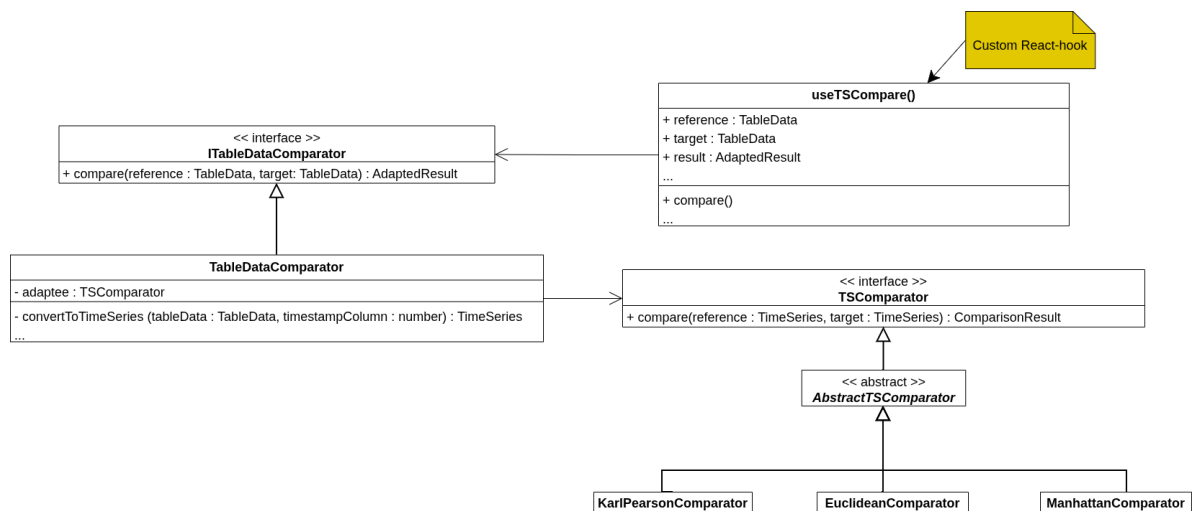 Custom React-hook
useTSCompare()
+ reference : TableData
+ target : TableData
+ result : AdaptedResult
...
+ compare()
...
<< interface >>
ITableDataComparator
+ compare(reference : TableData, target: TableData) : AdaptedResult
TableDataComparator
- adaptee : TSComparator
- convertToTimeSeries (tableData : TableData, timestampColumn : number) : TimeSeries
...
<< interface >>
TSComparator
+ compare(reference : TimeSeries, target : TimeSeries) : ComparisonResult
<< abstract >>
AbstractTSComparator
KarlPearsonComparator
EuclideanComparator
ManhattanComparator